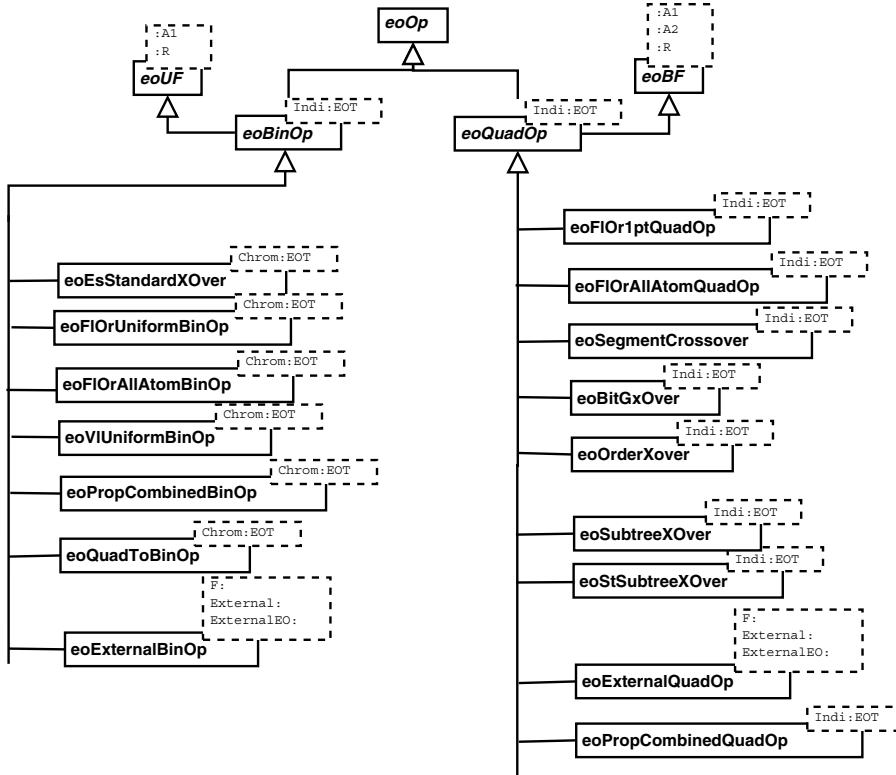 eoOp
:A1
:R
eoUF
:A1
:A2
:R
eoBF
Indi:EOT
eoBinOp
Indi:EOT
eoQuadOp
Chrom:EOT
eoEsStandardXOver
Chrom:EOT
eoFlOrUniformBinOp
Chrom:EOT
eoFlOrAllAtomBinOp
Chrom:EOT
eoVlUniformBinOp
Chrom:EOT
eoPropCombinedBinOp
Chrom:EOT
eoQuadToBinOp
F:
External:
ExternalEO:
eoExternalBinOp
Indi:EOT
eoFlOr1ptQuadOp
Indi:EOT
eoFlOrAllAtomQuadOp
Indi:EOT
eoSegmentCrossover
Indi:EOT
eoBitGxOver
Indi:EOT
eoOrderXover
Indi:EOT
eoSubtreeXOver
Indi:EOT
eoStSubtreeXOver
F:
External:
ExternalEO:
eoExternalQuadOp
Indi:EOT
eoPropCombinedQuadOp